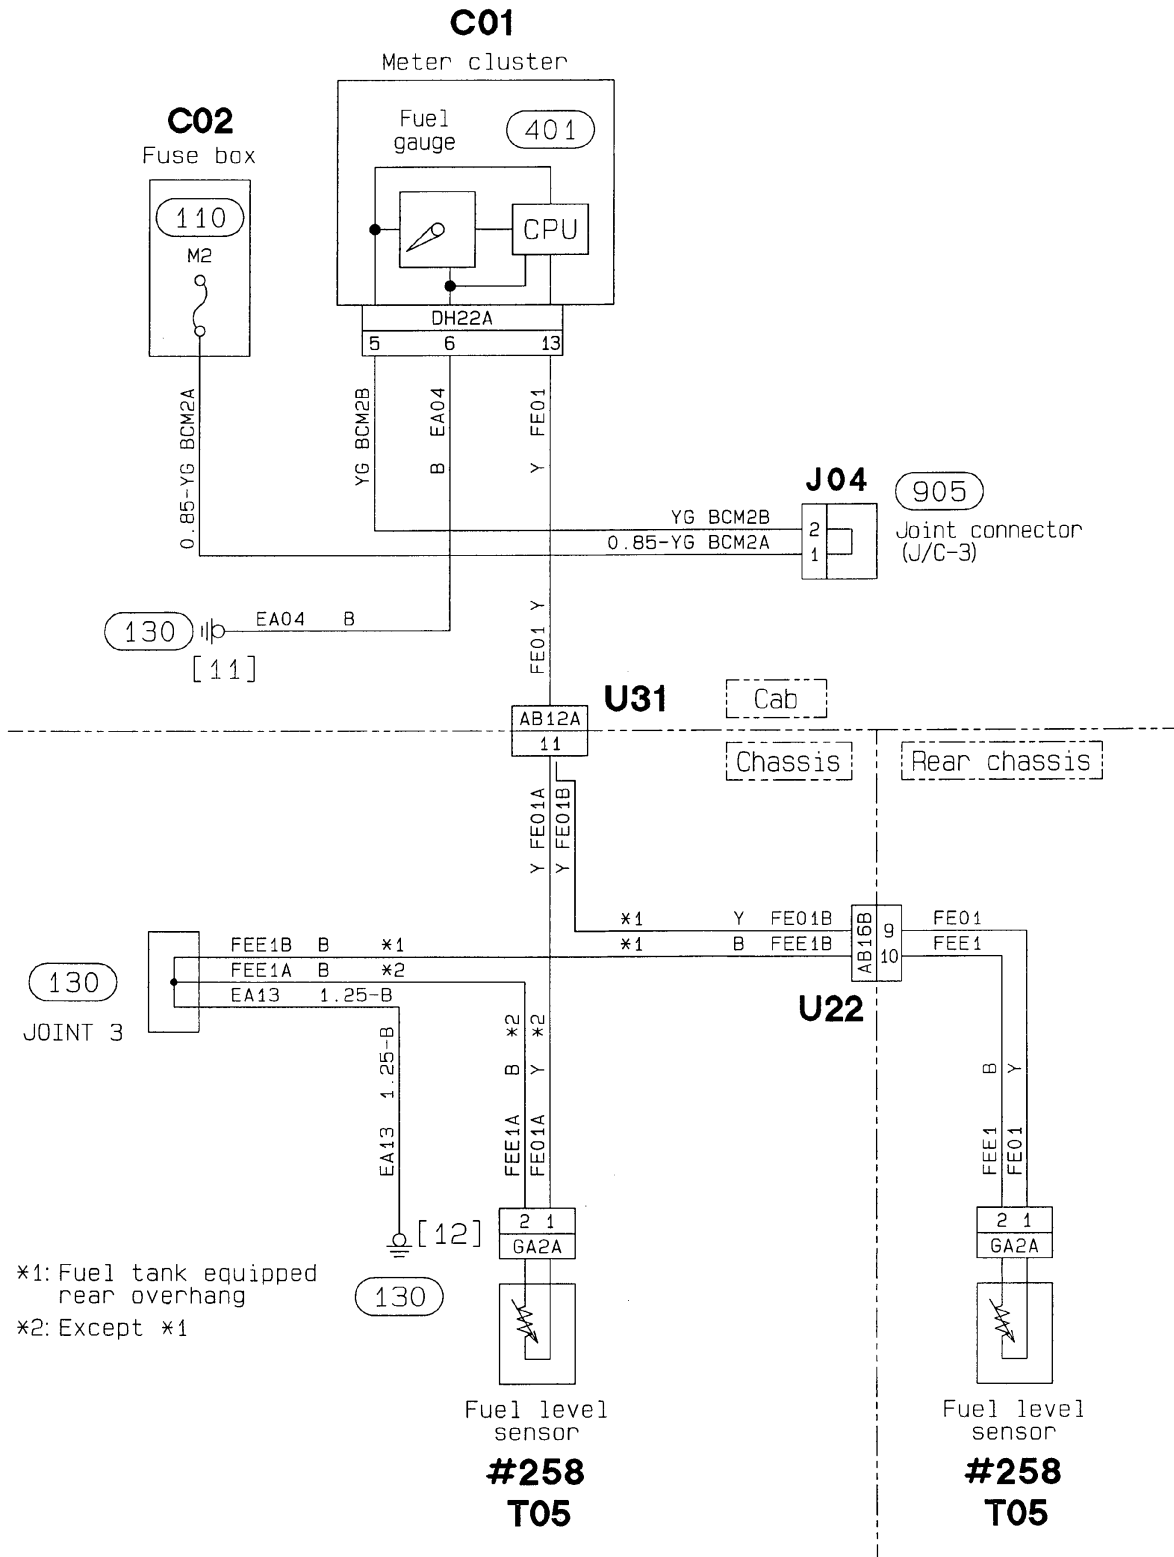 C01
Meter cluster
C02
Fuse box
Fuel
gauge
401
110
M2
CPU
DH22A
5 6 13
0.85-YG BCM2A
YG BCM2B
B EA04
Y FE01
J04
905
YG BCM2B
0.85-YG BCM2A
2
1
Joint connector
(J/C-3)
130
EA04 B
[11]
FE01 Y
U31
Cab
AB12A
11
Chassis
Rear chassis
Y FE01A
Y FE01B
*1 Y FE01B
*1 B FEE1B
AB16B
9
10
FE01
FEE1
U22
130
JOINT 3
FEE1B B *1
FEE1A B *2
EA13 1.25-B
EA13 1.25-B
FEE1A B *2
FE01A Y *2
FEE1 B
FE01 Y
[12]
130
2 1
GA2A
2 1
GA2A
*1: Fuel tank equipped
rear overhang
*2: Except *1
Fuel level
sensor
#258
T05
Fuel level
sensor
#258
T05